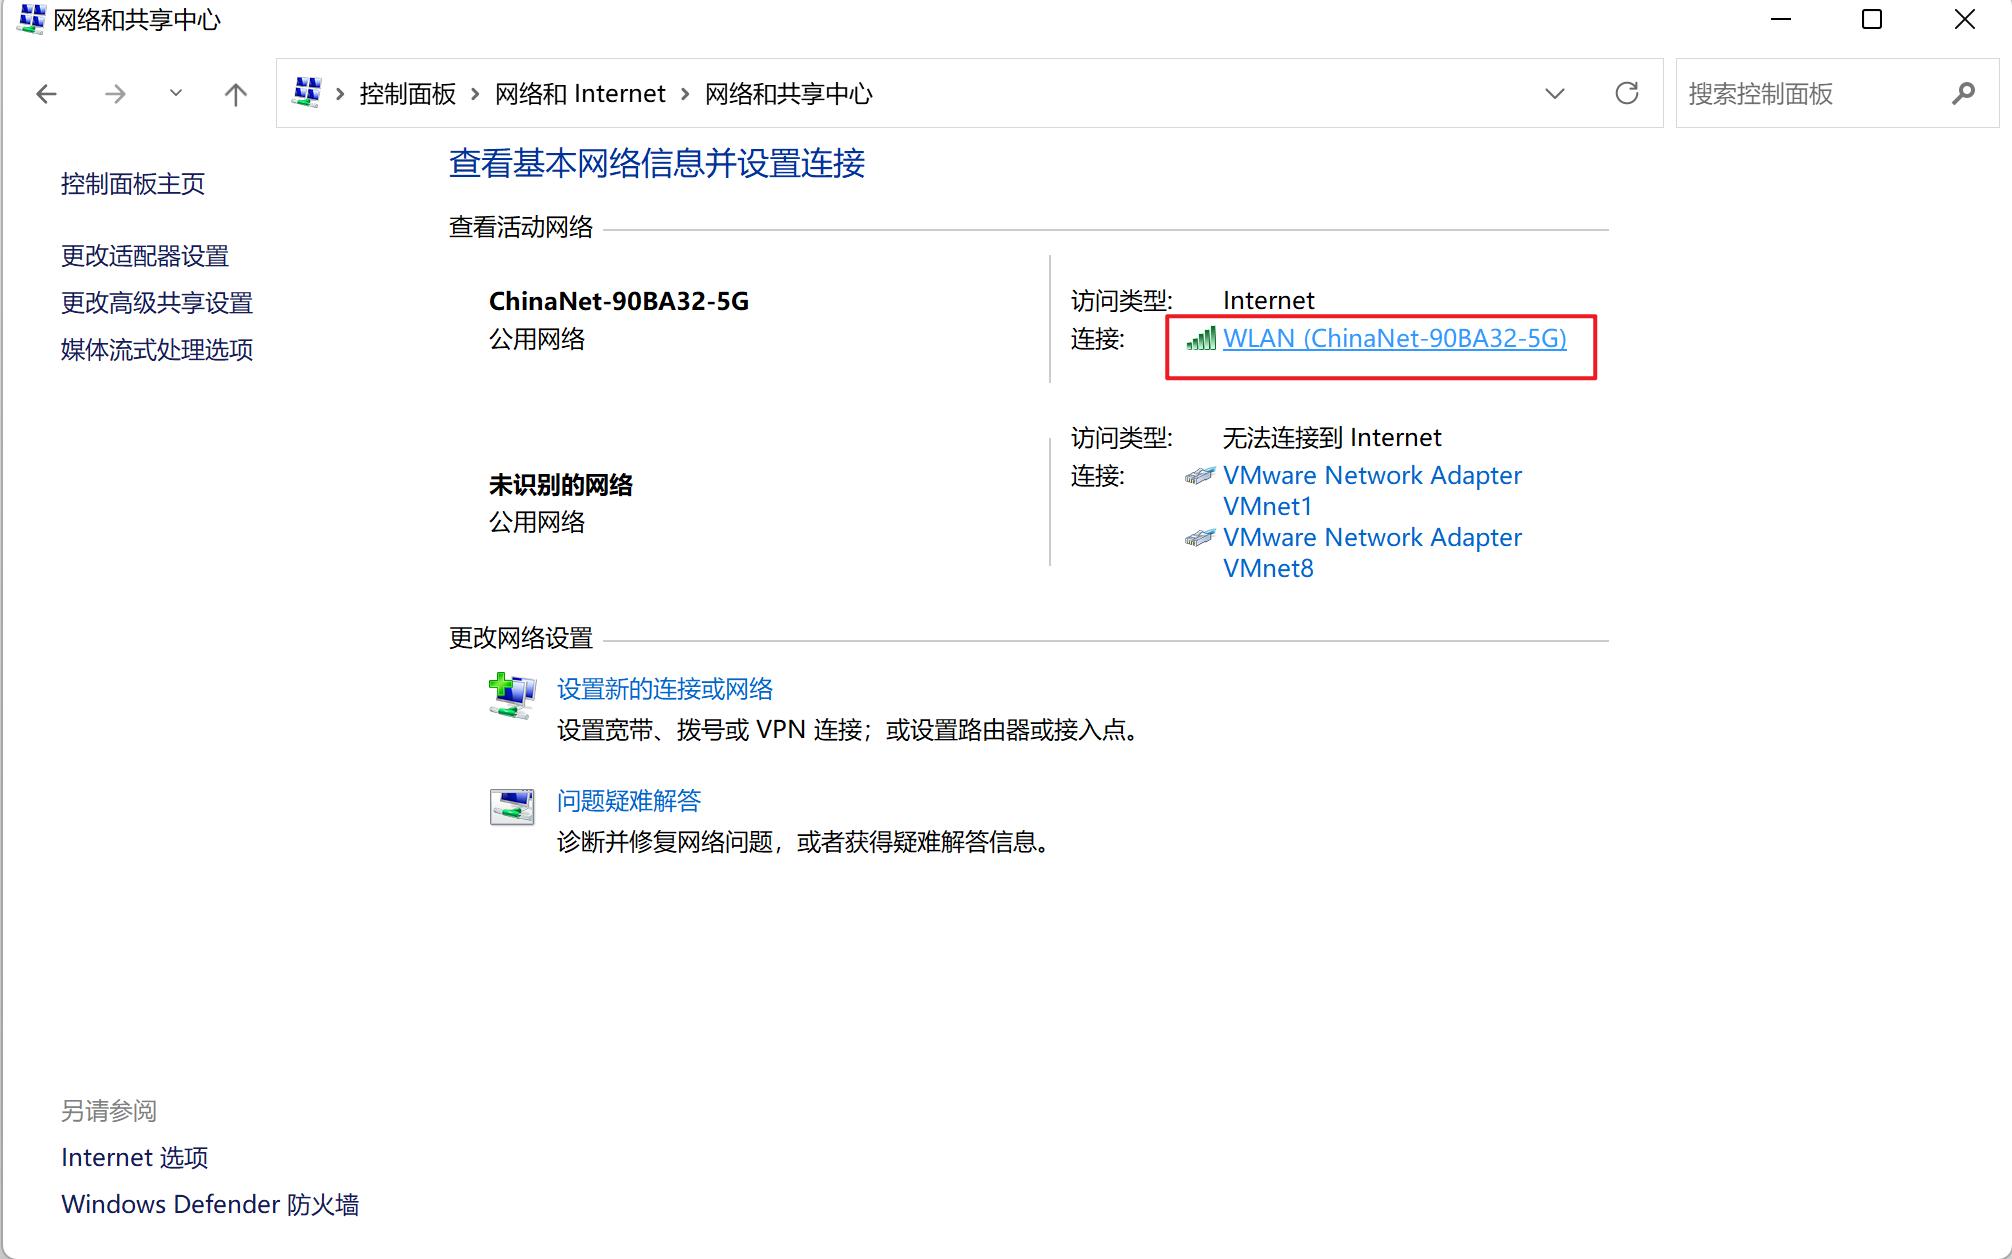 网络和共享中心
控制面板 › 网络和 Internet › 网络和共享中心
搜索控制面板
控制面板主页
更改适配器设置
更改高级共享设置
媒体流式处理选项
查看基本网络信息并设置连接
查看活动网络
ChinaNet-90BA32-5G
公用网络
访问类型: Internet
连接: WLAN (ChinaNet-90BA32-5G)
未识别的网络
公用网络
访问类型: 无法连接到 Internet
连接: VMware Network Adapter
VMnet1
VMware Network Adapter
VMnet8
更改网络设置
设置新的连接或网络
设置宽带、拨号或 VPN 连接；或设置路由器或接入点。
问题疑难解答
诊断并修复网络问题，或者获得疑难解答信息。
另请参阅
Internet 选项
Windows Defender 防火墙